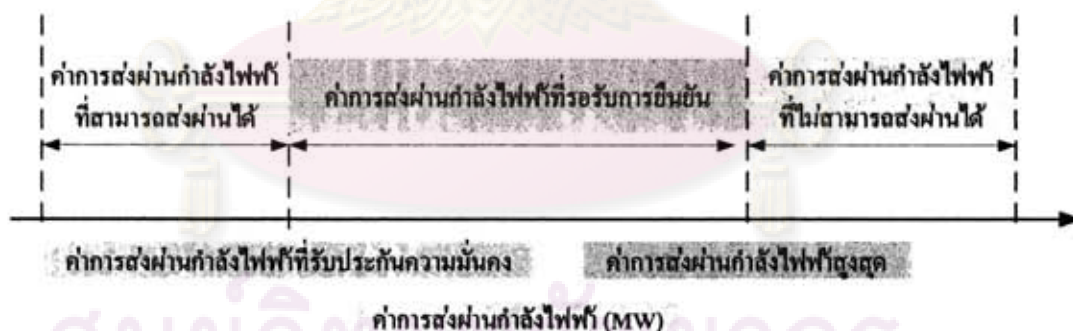 ค่าการส่งผ่านกำลังไฟฟ้า
ที่สามารถส่งผ่านได้
ค่าการส่งผ่านกำลังไฟฟ้าที่รอรับการยืนยัน
ค่าการส่งผ่านกำลังไฟฟ้า
ที่ไม่สามารถส่งผ่านได้
ค่าการส่งผ่านกำลังไฟฟ้าที่รับประกันความมั่นคง
ค่าการส่งผ่านกำลังไฟฟ้าสูงสุด
ค่าการส่งผ่านกำลังไฟฟ้า (MW)